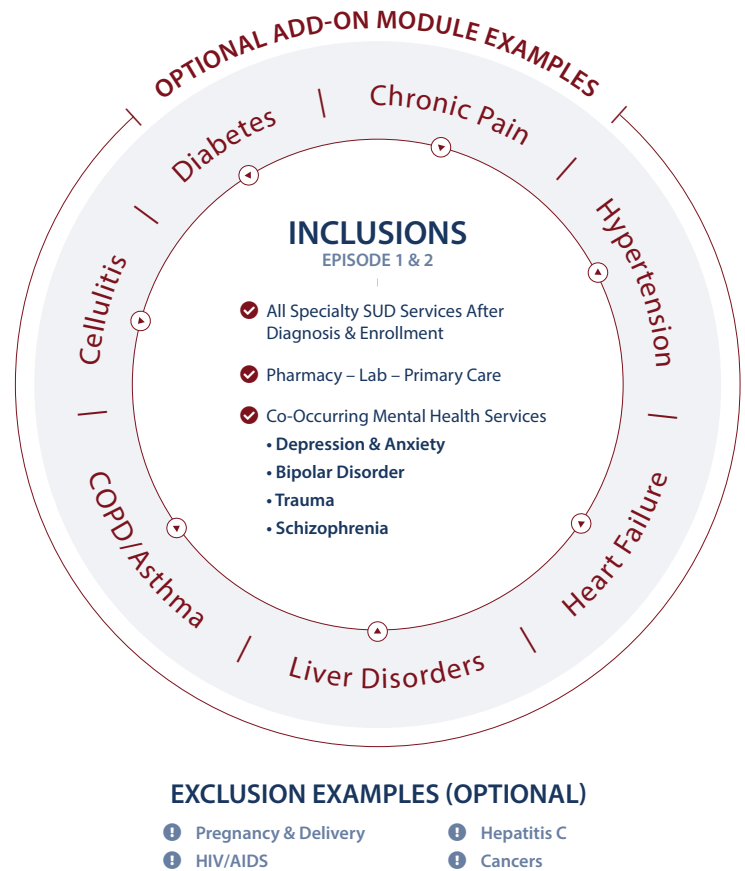 OPTIONAL ADD-ON MODULE EXAMPLES
Diabetes
Chronic Pain
Hypertension
Heart Failure
Liver Disorders
COPD/Asthma
Cellulitis
INCLUSIONS
EPISODE 1 & 2
All Specialty SUD Services After
Diagnosis & Enrollment
Pharmacy – Lab – Primary Care
Co-Occurring Mental Health Services
• Depression & Anxiety
• Bipolar Disorder
• Trauma
• Schizophrenia
EXCLUSION EXAMPLES (OPTIONAL)
Pregnancy & Delivery
HIV/AIDS
Hepatitis C
Cancers